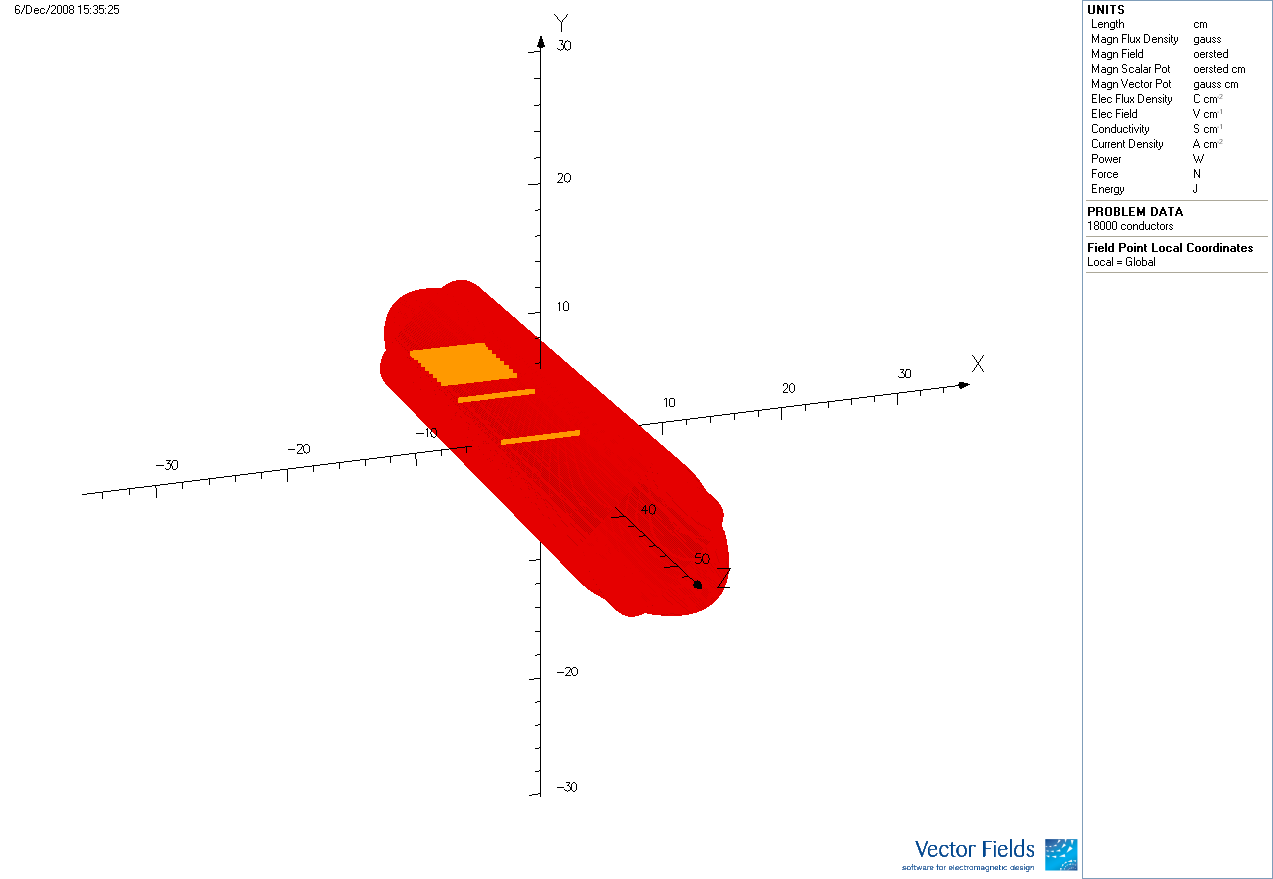 6/Dec/2008 15:35:25
Y
30
20
10
X
30
20
10
-10
-20
-30
40
50
-20
-30
UNITS
Length cm
Magn Flux Density gauss
Magn Field oersted
Magn Scalar Pot oersted cm
Magn Vector Pot gauss cm
Elec Flux Density C cm⁻²
Elec Field V cm⁻¹
Conductivity S cm⁻¹
Current Density A cm⁻²
Power W
Force N
Energy J
PROBLEM DATA
18000 conductors
Field Point Local Coordinates
Local = Global
Vector Fields
software for electromagnetic design